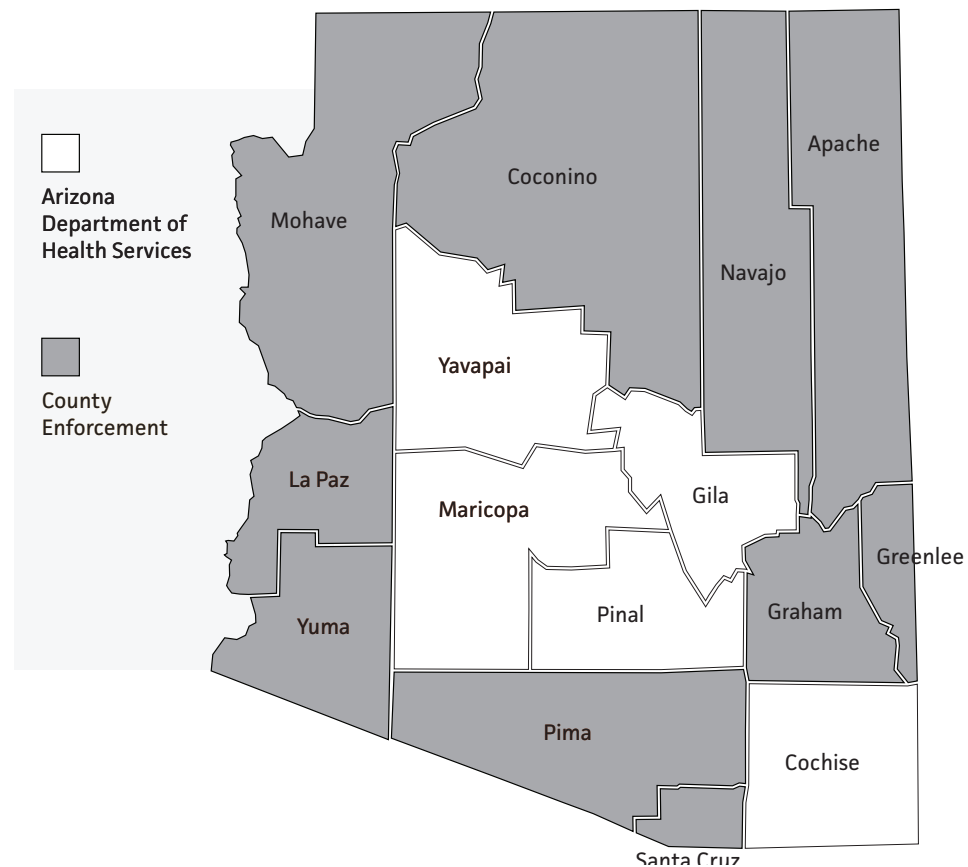 Arizona
Department of
Health Services
County
Enforcement
Apache
Coconino
Mohave
Navajo
Yavapai
La Paz
Gila
Maricopa
Greenlee
Graham
Pinal
Yuma
Pima
Cochise
Santa Cruz